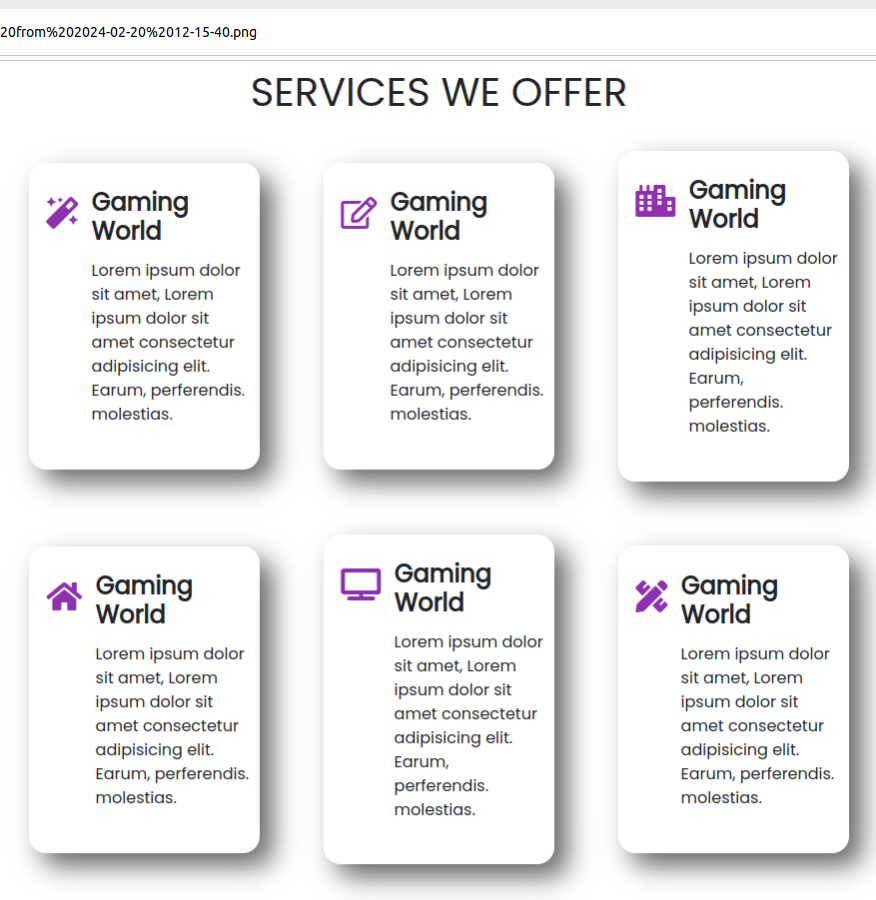 20from%202024-02-20%2012-15-40.png
SERVICES WE OFFER
Gaming
World
Lorem ipsum dolor
sit amet, Lorem
ipsum dolor sit
amet consectetur
adipisicing elit.
Earum, perferendis.
molestias.
Gaming
World
Lorem ipsum dolor
sit amet, Lorem
ipsum dolor sit
amet consectetur
adipisicing elit.
Earum, perferendis.
molestias.
Gaming
World
Lorem ipsum dolor
sit amet, Lorem
ipsum dolor sit
amet consectetur
adipisicing elit.
Earum,
perferendis.
molestias.
Gaming
World
Lorem ipsum dolor
sit amet, Lorem
ipsum dolor sit
amet consectetur
adipisicing elit.
Earum, perferendis.
molestias.
Gaming
World
Lorem ipsum dolor
sit amet, Lorem
ipsum dolor sit
amet consectetur
adipisicing elit.
Earum,
perferendis.
molestias.
Gaming
World
Lorem ipsum dolor
sit amet, Lorem
ipsum dolor sit
amet consectetur
adipisicing elit.
Earum, perferendis.
molestias.